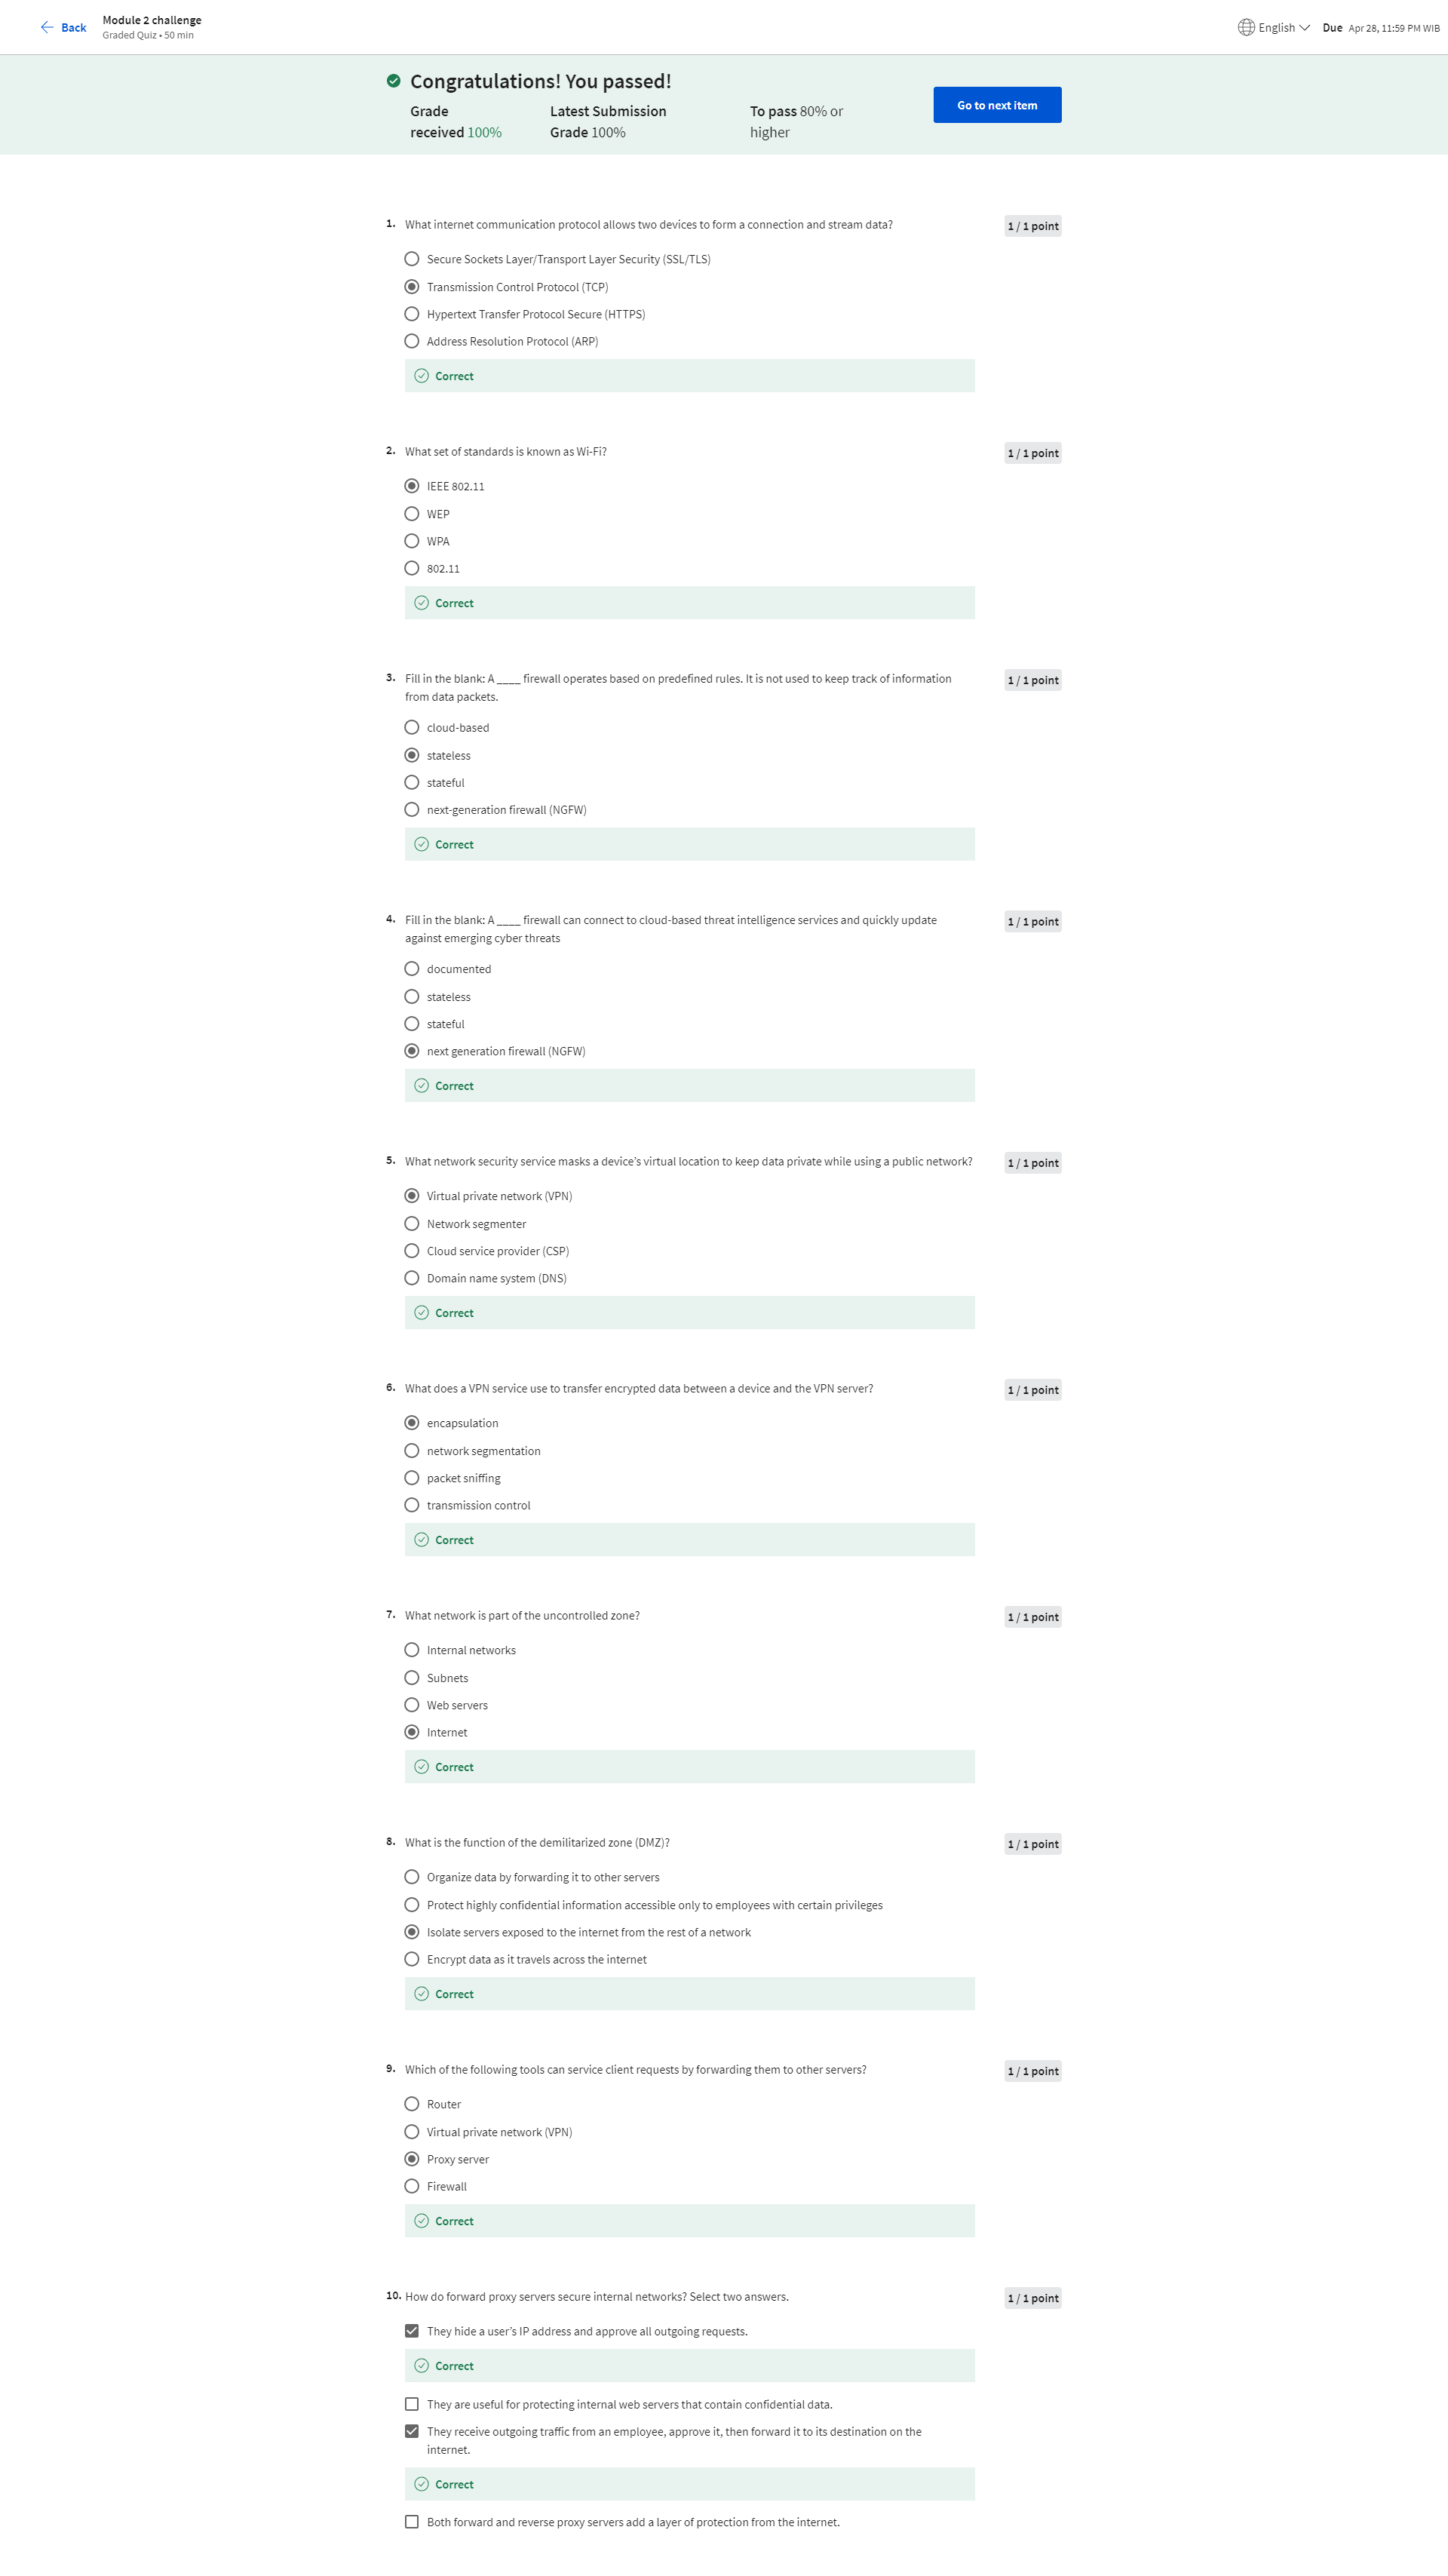 Back
Module 2 challenge
Graded Quiz • 50 min
English
Due Apr 28, 11:59 PM WIB
Congratulations! You passed!
Grade received 100%
Latest Submission Grade 100%
To pass 80% or higher
Go to next item
1. What internet communication protocol allows two devices to form a connection and stream data?
1 / 1 point
Secure Sockets Layer/Transport Layer Security (SSL/TLS)
Transmission Control Protocol (TCP)
Hypertext Transfer Protocol Secure (HTTPS)
Address Resolution Protocol (ARP)
Correct
2. What set of standards is known as Wi-Fi?
1 / 1 point
IEEE 802.11
WEP
WPA
802.11
Correct
3. Fill in the blank: A ____ firewall operates based on predefined rules. It is not used to keep track of information
from data packets.
1 / 1 point
cloud-based
stateless
stateful
next-generation firewall (NGFW)
Correct
4. Fill in the blank: A ____ firewall can connect to cloud-based threat intelligence services and quickly update
against emerging cyber threats
1 / 1 point
documented
stateless
stateful
next generation firewall (NGFW)
Correct
5. What network security service masks a device’s virtual location to keep data private while using a public network?
1 / 1 point
Virtual private network (VPN)
Network segmenter
Cloud service provider (CSP)
Domain name system (DNS)
Correct
6. What does a VPN service use to transfer encrypted data between a device and the VPN server?
1 / 1 point
encapsulation
network segmentation
packet sniffing
transmission control
Correct
7. What network is part of the uncontrolled zone?
1 / 1 point
Internal networks
Subnets
Web servers
Internet
Correct
8. What is the function of the demilitarized zone (DMZ)?
1 / 1 point
Organize data by forwarding it to other servers
Protect highly confidential information accessible only to employees with certain privileges
Isolate servers exposed to the internet from the rest of a network
Encrypt data as it travels across the internet
Correct
9. Which of the following tools can service client requests by forwarding them to other servers?
1 / 1 point
Router
Virtual private network (VPN)
Proxy server
Firewall
Correct
10. How do forward proxy servers secure internal networks? Select two answers.
1 / 1 point
They hide a user’s IP address and approve all outgoing requests.
Correct
They are useful for protecting internal web servers that contain confidential data.
They receive outgoing traffic from an employee, approve it, then forward it to its destination on the
internet.
Correct
Both forward and reverse proxy servers add a layer of protection from the internet.